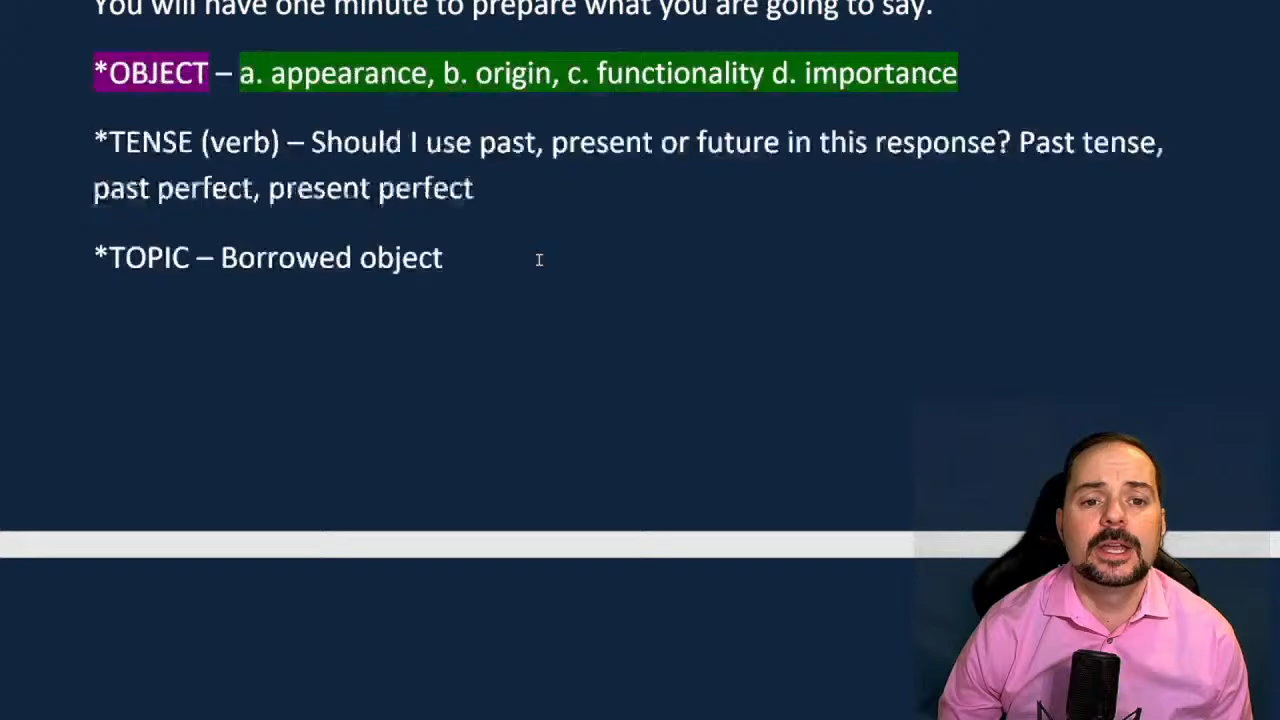 You will have one minute to prepare what you are going to say.
*OBJECT – a. appearance, b. origin, c. functionality d. importance
*TENSE (verb) – Should I use past, present or future in this response? Past tense,
past perfect, present perfect
*TOPIC – Borrowed object